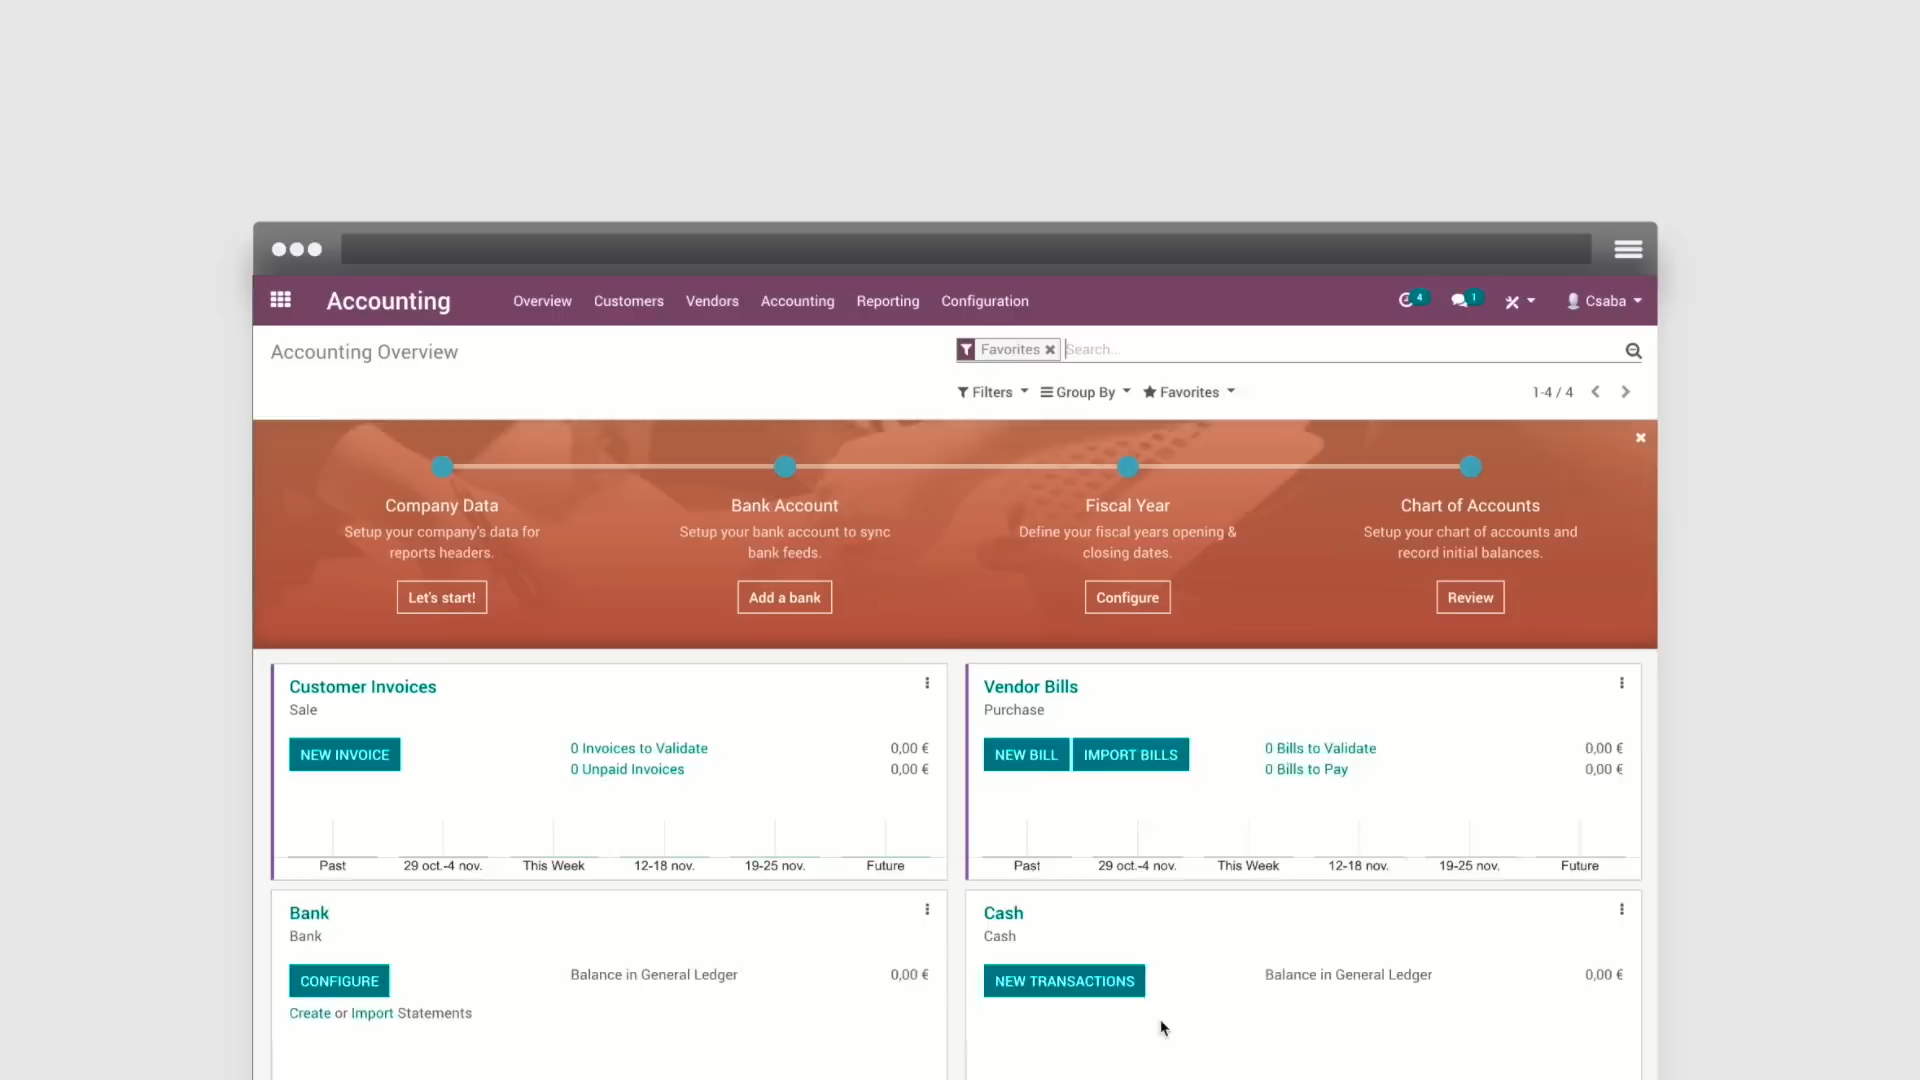 Accounting Overview Customers Vendors Accounting Reporting Configuration 4 1 Csaba
Accounting Overview
Favorites Search...
Filters Group By Favorites 1-4 / 4
Company Data Bank Account Fiscal Year Chart of Accounts
Setup your company's data for Setup your bank account to sync Define your fiscal years opening & Setup your chart of accounts and
reports headers. bank feeds. closing dates. record initial balances.
Let's start! Add a bank Configure Review
Customer Invoices
Sale
NEW INVOICE 0 Invoices to Validate 0,00 €
0 Unpaid Invoices 0,00 €
Past 29 oct.-4 nov. This Week 12-18 nov. 19-25 nov. Future
Vendor Bills
Purchase
NEW BILL IMPORT BILLS 0 Bills to Validate 0,00 €
0 Bills to Pay 0,00 €
Past 29 oct.-4 nov. This Week 12-18 nov. 19-25 nov. Future
Bank
Bank
CONFIGURE Balance in General Ledger 0,00 €
Create or Import Statements
Cash
Cash
NEW TRANSACTIONS Balance in General Ledger 0,00 €